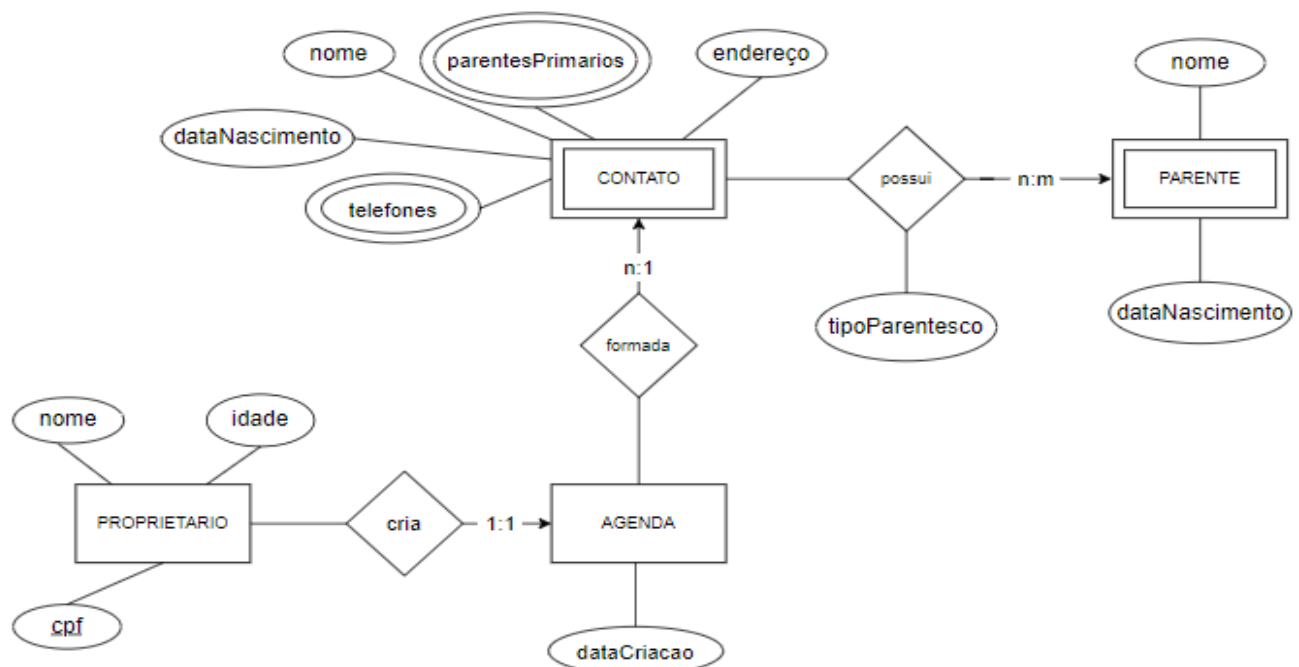 nome
parentesPrimarios
endereço
nome
dataNascimento
telefones
CONTATO
possui
n:m
PARENTE
n:1
tipoParentesco
dataNascimento
formada
nome
idade
PROPRIETARIO
cria
1:1
AGENDA
cpf
dataCriacao